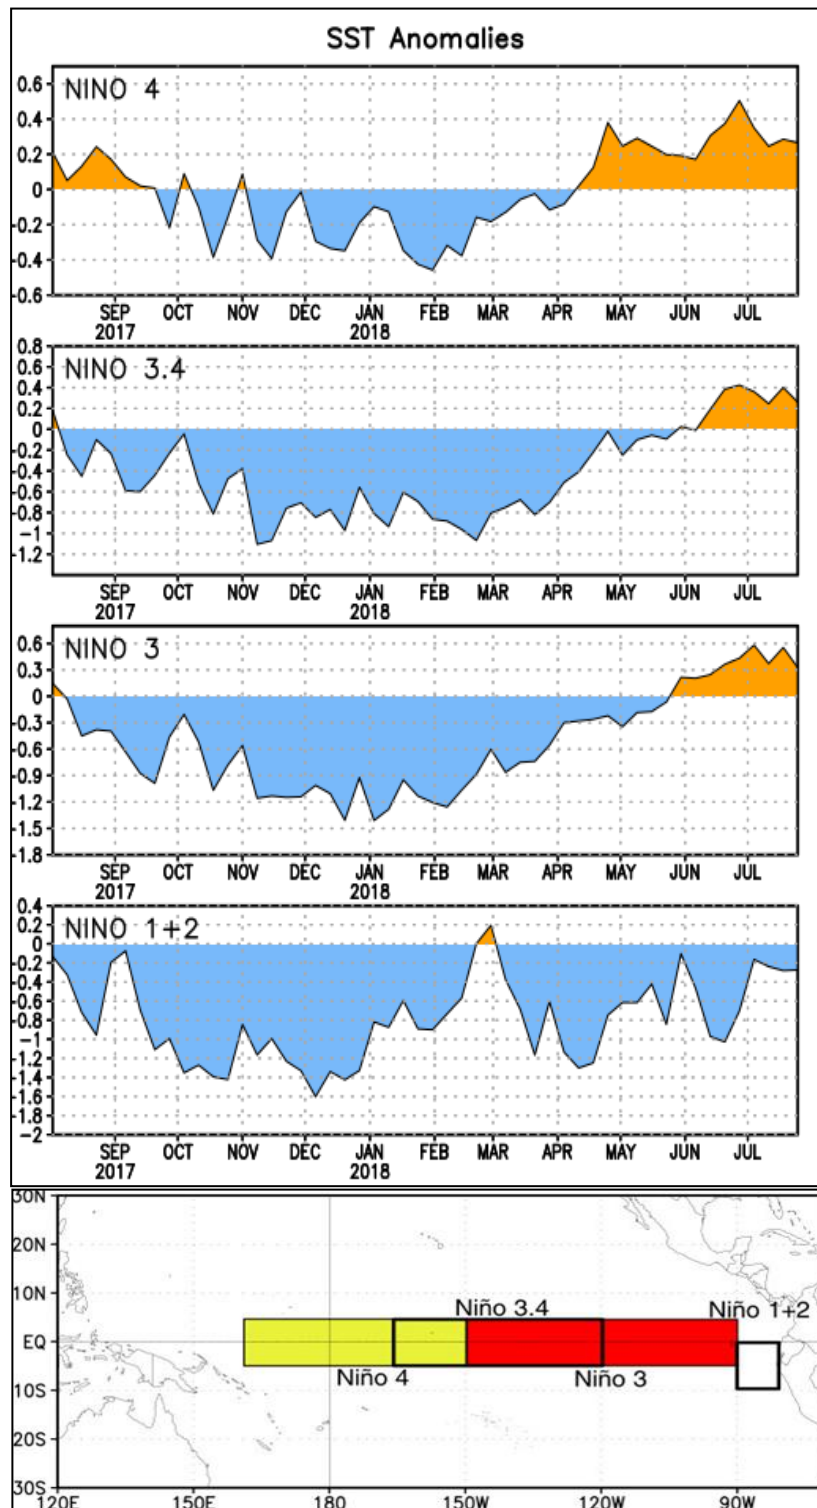 SST Anomalies
NINO 4
0.6
0.4
0.2
0
-0.2
-0.4
-0.6
SEP OCT NOV DEC JAN FEB MAR APR MAY JUN JUL
2017 2018
NINO 3.4
0.8
0.6
0.4
0.2
0
-0.2
-0.4
-0.6
-0.8
-1
-1.2
SEP OCT NOV DEC JAN FEB MAR APR MAY JUN JUL
2017 2018
NINO 3
0.6
0.3
0
-0.3
-0.6
-0.9
-1.2
-1.5
-1.8
SEP OCT NOV DEC JAN FEB MAR APR MAY JUN JUL
2017 2018
NINO 1+2
0.4
0.2
0
-0.2
-0.4
-0.6
-0.8
-1
-1.2
-1.4
-1.6
-1.8
-2
SEP OCT NOV DEC JAN FEB MAR APR MAY JUN JUL
2017 2018
30N
20N
10N
EQ
10S
20S
30S
Niño 3.4
Niño 1+2
Niño 4
Niño 3
120E 150E 180 150W 120W 90W